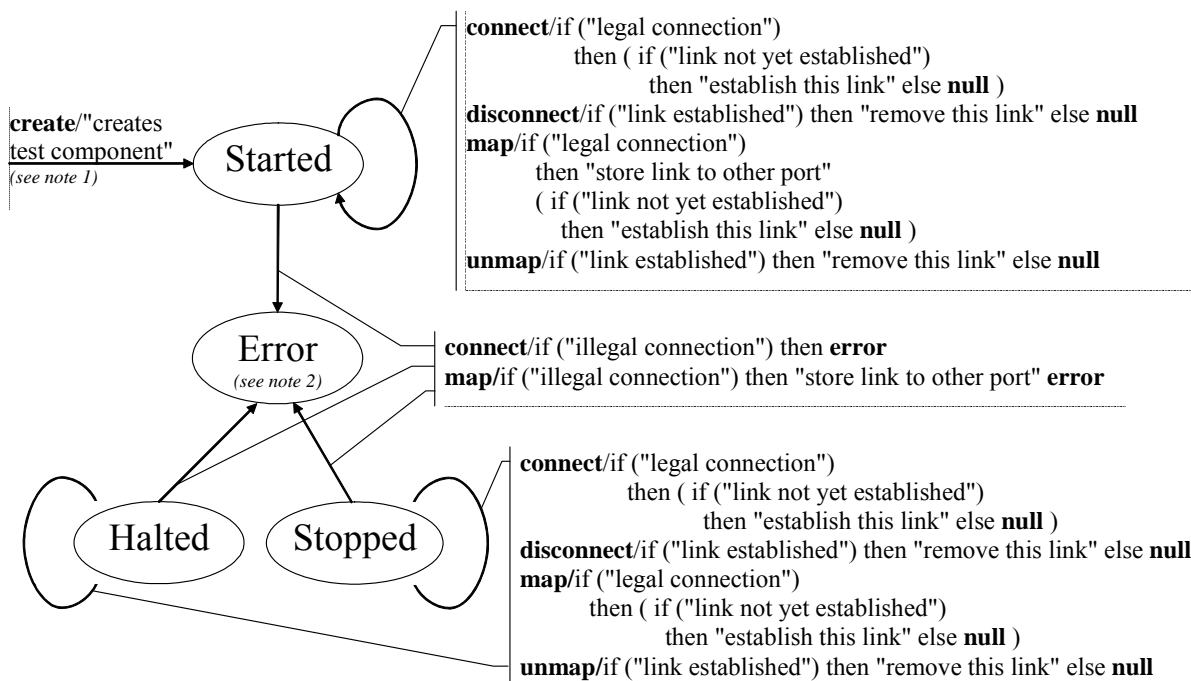 connect/if ("legal connection")
then ( if ("link not yet established")
then "establish this link" else null )
disconnect/if ("link established") then "remove this link" else null
map/if ("legal connection")
then "store link to other port"
( if ("link not yet established")
then "establish this link" else null )
unmap/if ("link established") then "remove this link" else null
create/"creates
test component"
(see note 1)
Started
Error
(see note 2)
connect/if ("illegal connection") then error
map/if ("illegal connection") then "store link to other port" error
Halted
Stopped
connect/if ("legal connection")
then ( if ("link not yet established")
then "establish this link" else null )
disconnect/if ("link established") then "remove this link" else null
map/if ("legal connection")
then ( if ("link not yet established")
then "establish this link" else null )
unmap/if ("link established") then "remove this link" else null